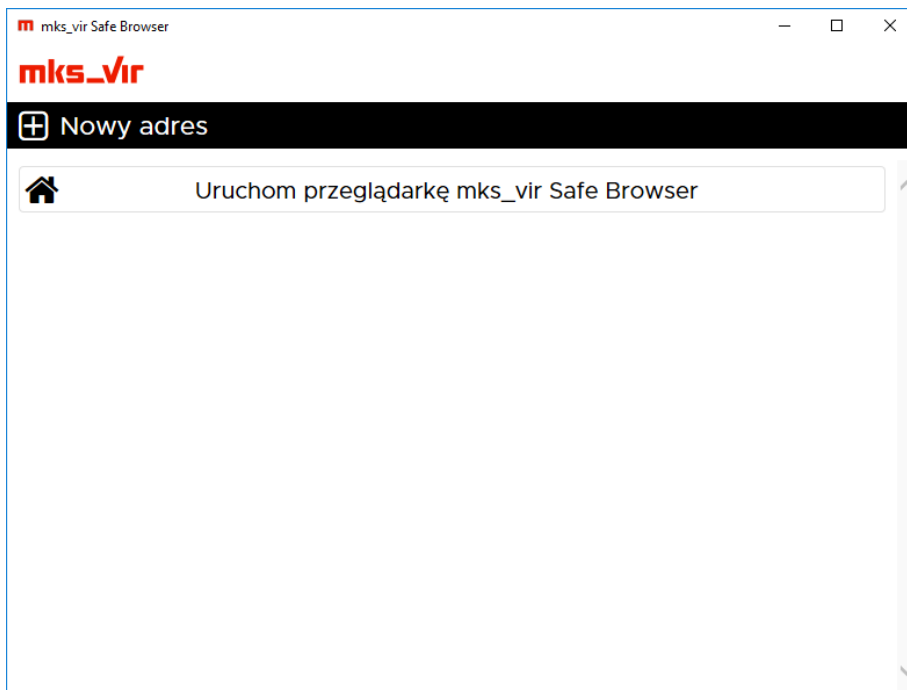 mks_vir Safe Browser
mks_vir
Nowy adres
Uruchom przeglądarkę mks_vir Safe Browser